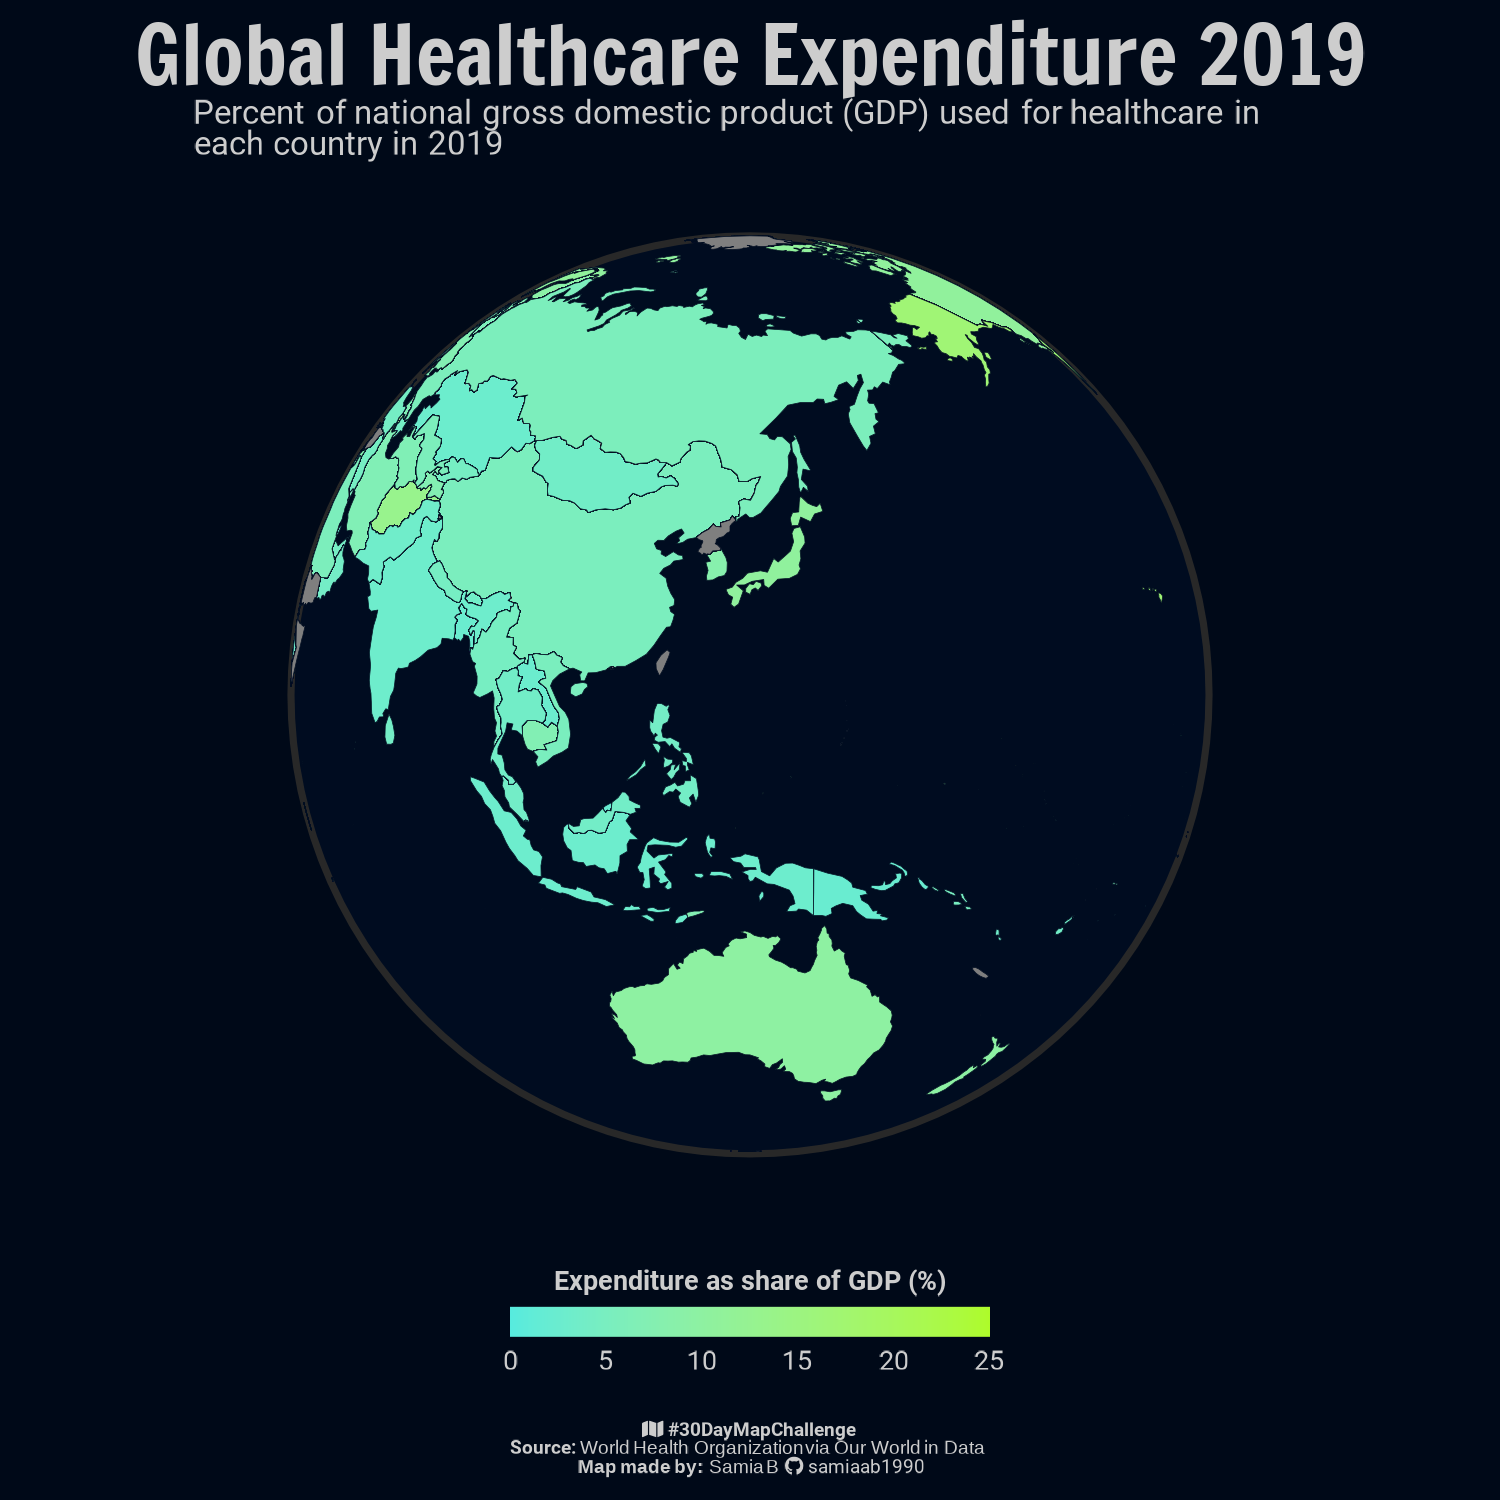 Global Healthcare Expenditure 2019
Percent of national gross domestic product (GDP) used for healthcare in
each country in 2019
Expenditure as share of GDP (%)
0 5 10 15 20 25
#30DayMapChallenge
Source: World Health Organization via Our World in Data
Map made by: Samia B samiaab1990